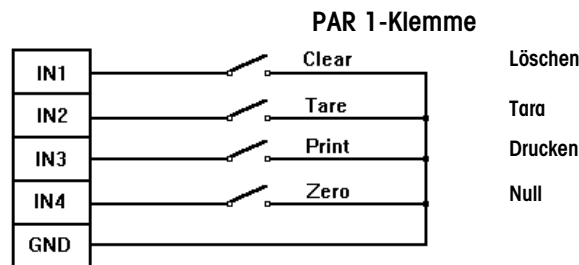 PAR 1-Klemme
IN1 Clear Löschen
IN2 Tare Tara
IN3 Print Drucken
IN4 Zero Null
GND